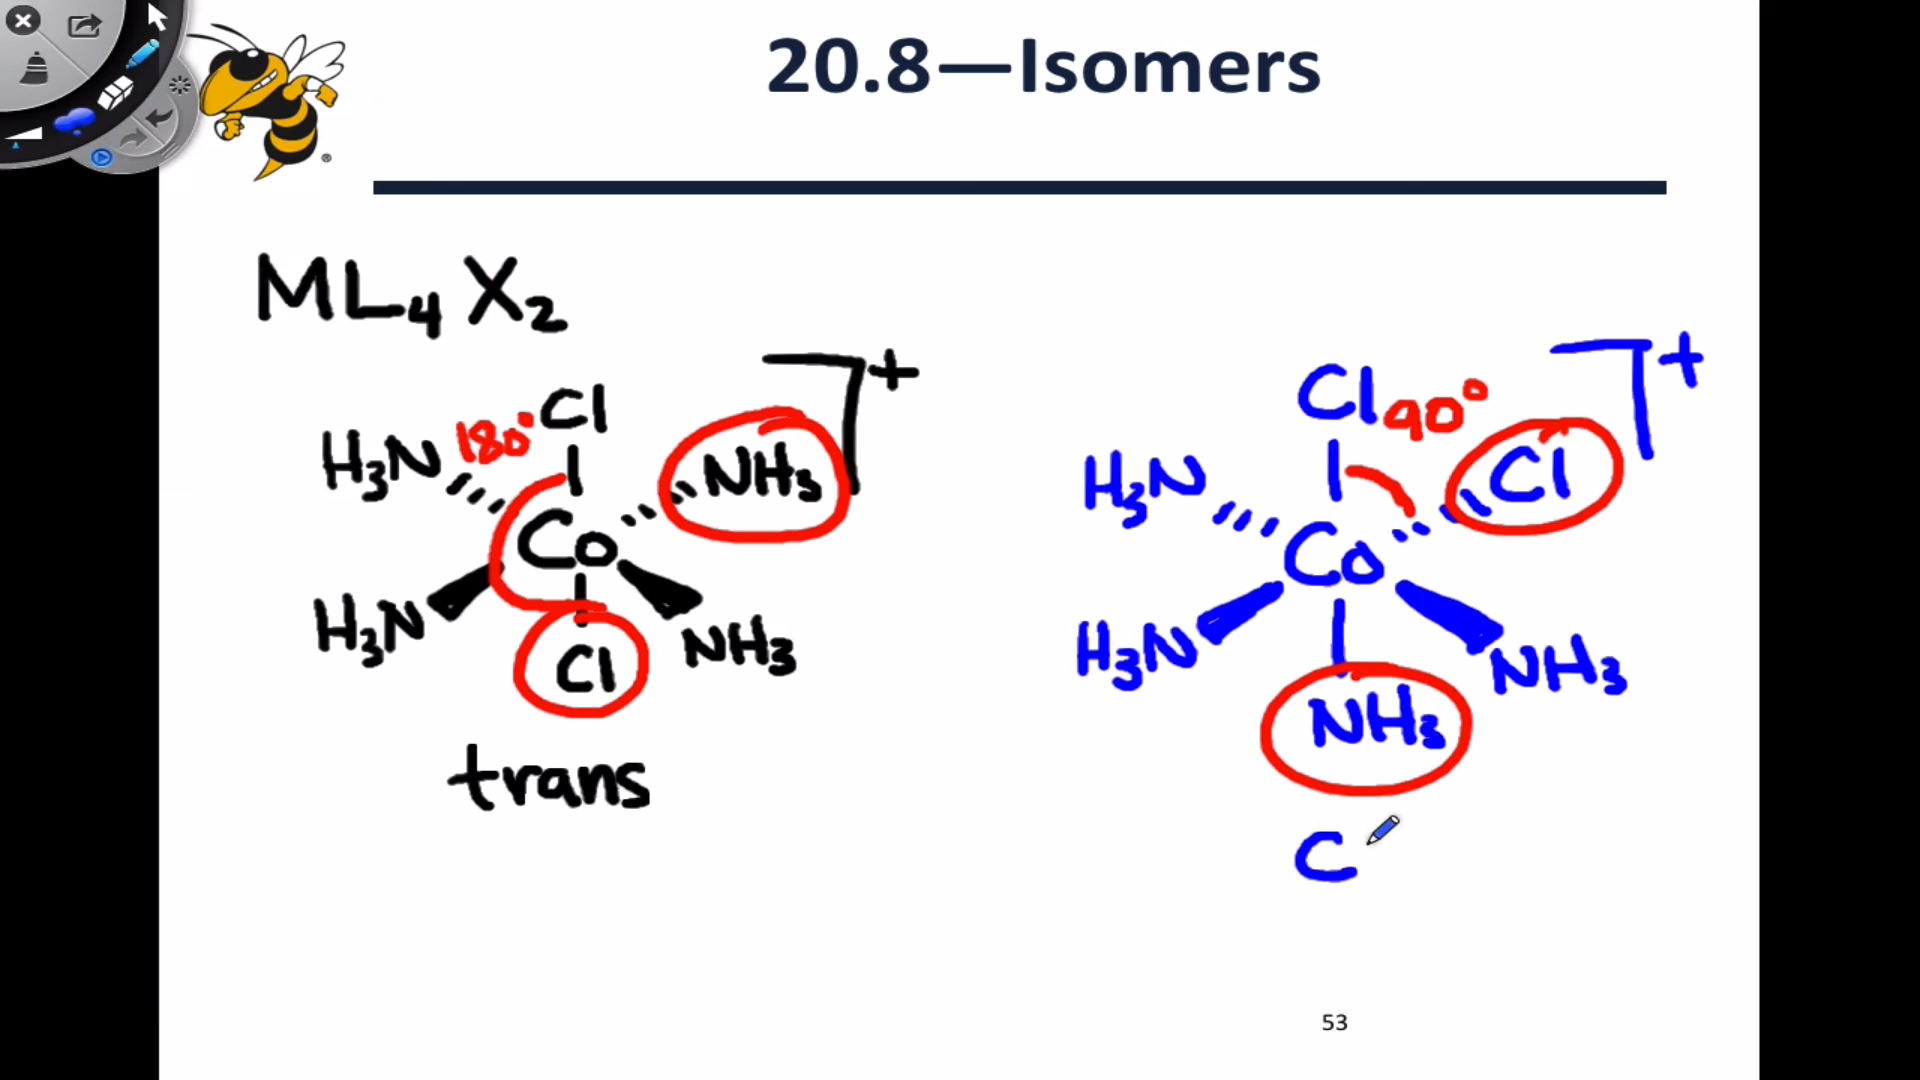 20.8—Isomers
ML₄X₂
Cl
180°
H₃N
NH₃
+
Co
H₃N
Cl
NH₃
trans
Cl
90°
H₃N
Cl
+
Co
H₃N
NH₃
NH₃
C
53
®